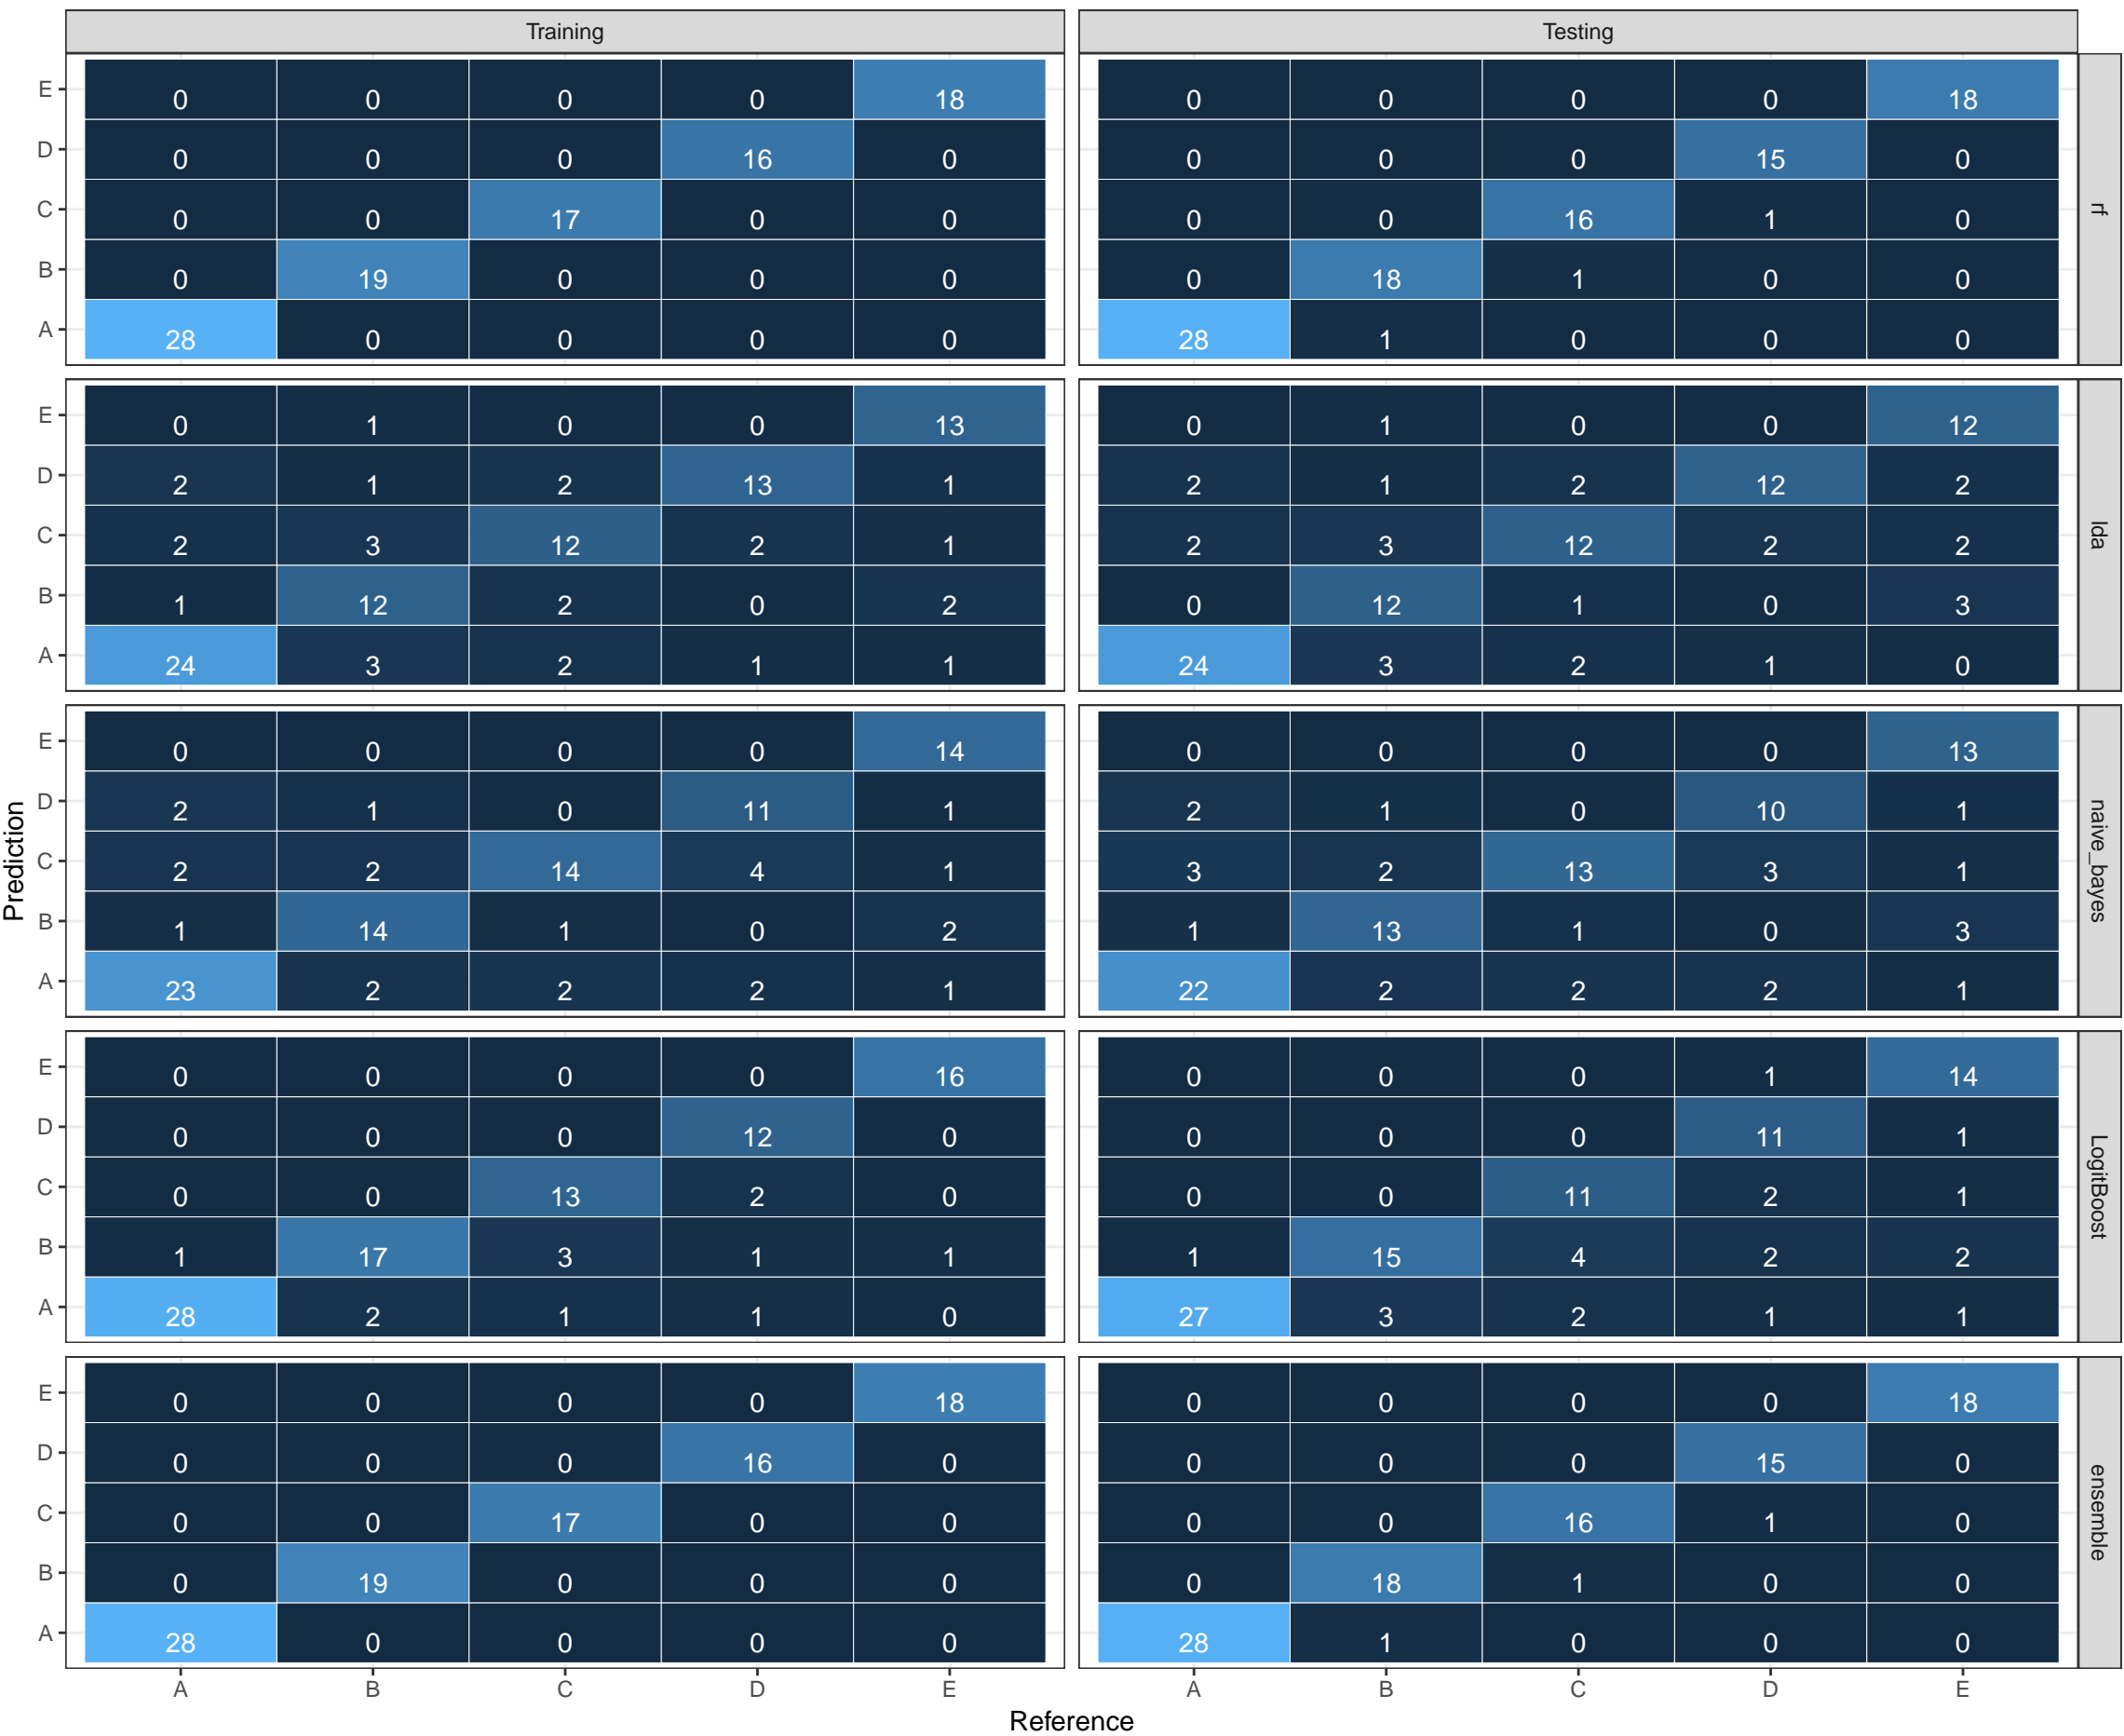 Training Testing
E 0 0 0 0 18 0 0 0 0 18
D 0 0 0 16 0 0 0 0 15 0
C 0 0 17 0 0 0 0 16 1 0
B 0 19 0 0 0 0 18 1 0 0
A 28 0 0 0 0 28 1 0 0 0
rf
E 0 1 0 0 13 0 1 0 0 12
D 2 1 2 13 1 2 1 2 12 2
C 2 3 12 2 1 2 3 12 2 2
B 1 12 2 0 2 0 12 1 0 3
A 24 3 2 1 1 24 3 2 1 0
lda
Prediction
E 0 0 0 0 14 0 0 0 0 13
D 2 1 0 11 1 2 1 0 10 1
C 2 2 14 4 1 3 2 13 3 1
B 1 14 1 0 2 1 13 1 0 3
A 23 2 2 2 1 22 2 2 2 1
naive_bayes
E 0 0 0 0 16 0 0 0 1 14
D 0 0 0 12 0 0 0 0 11 1
C 0 0 13 2 0 0 0 11 2 1
B 1 17 3 1 1 1 15 4 2 2
A 28 2 1 1 0 27 3 2 1 1
LogitBoost
E 0 0 0 0 18 0 0 0 0 18
D 0 0 0 16 0 0 0 0 15 0
C 0 0 17 0 0 0 0 16 1 0
B 0 19 0 0 0 0 18 1 0 0
A 28 0 0 0 0 28 1 0 0 0
ensemble
A B C D E A B C D E
Reference